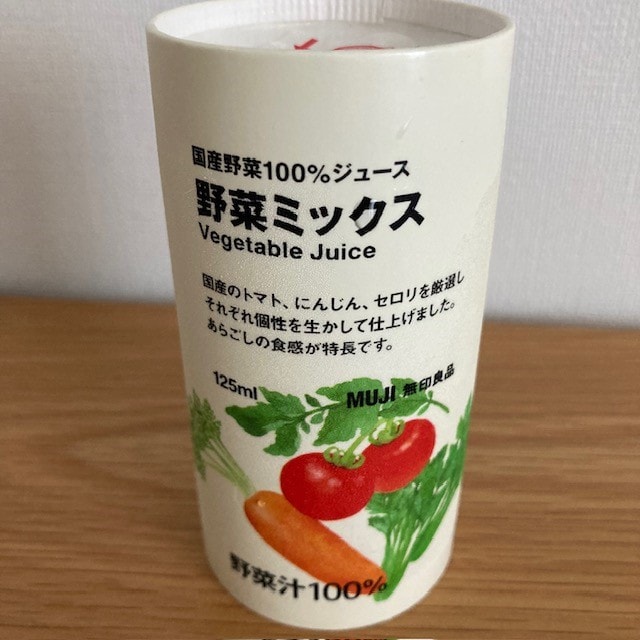 国産野菜100%ジュース
野菜ミックス
Vegetable Juice
国産のトマト、にんじん、セロリを厳選し
それぞれ個性を生かして仕上げました。
あらごしの食感が特長です。
125ml
MUJI 無印良品
野菜汁100%